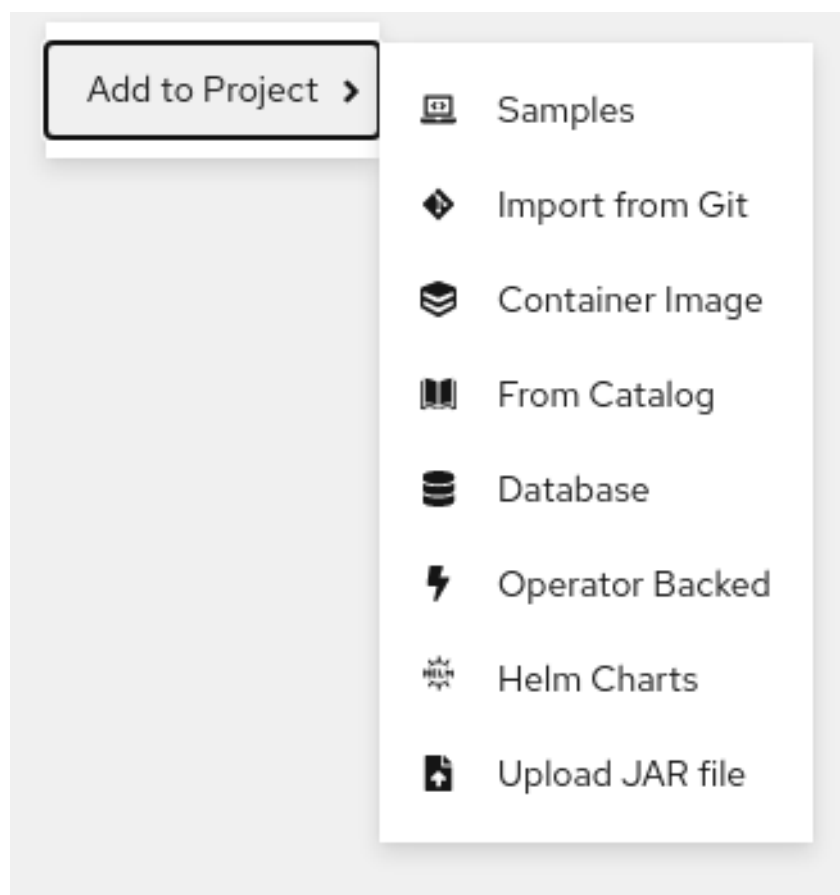 Add to Project
Samples
Import from Git
Container Image
From Catalog
Database
Operator Backed
HELM
Helm Charts
Upload JAR file